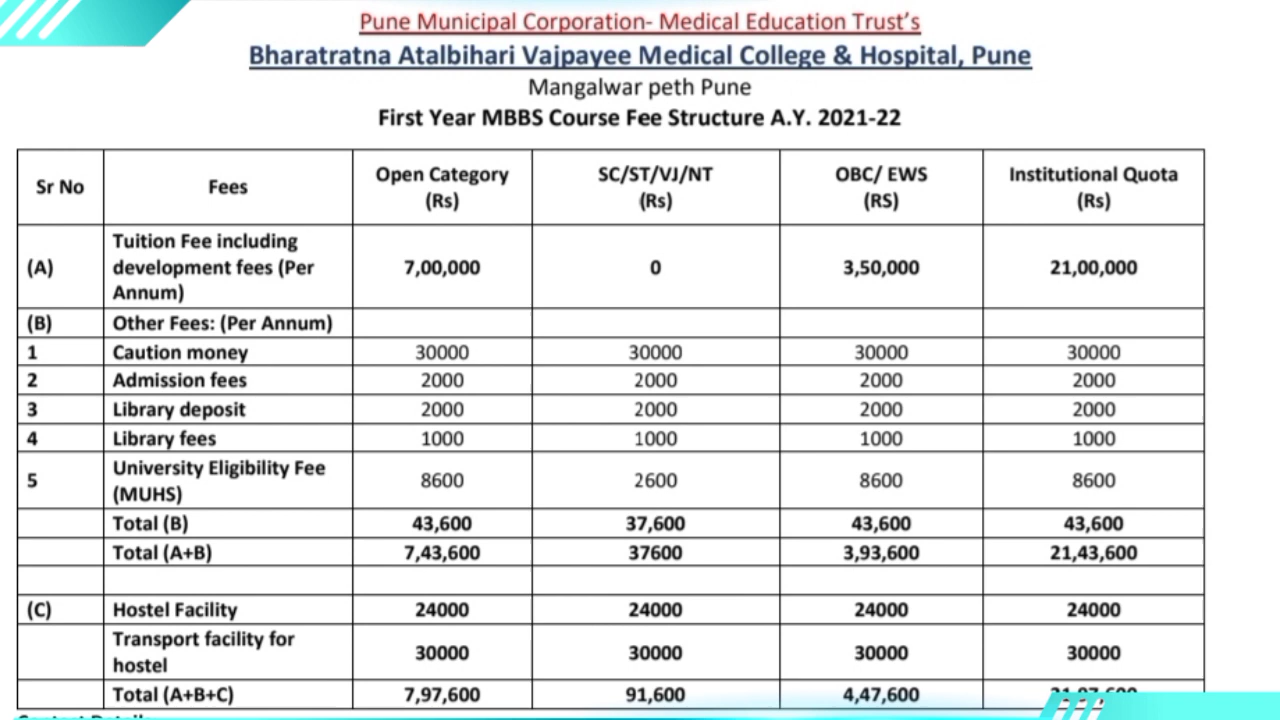 Pune Municipal Corporation- Medical Education Trust's
Bharatratna Atalbihari Vajpayee Medical College & Hospital, Pune
Mangalwar peth Pune
First Year MBBS Course Fee Structure A.Y. 2021-22
Sr No Fees Open Category (Rs) SC/ST/VJ/NT (Rs) OBC/ EWS (RS) Institutional Quota (Rs)
(A) Tuition Fee including development fees (Per Annum) 7,00,000 0 3,50,000 21,00,000
(B) Other Fees: (Per Annum)
1 Caution money 30000 30000 30000 30000
2 Admission fees 2000 2000 2000 2000
3 Library deposit 2000 2000 2000 2000
4 Library fees 1000 1000 1000 1000
5 University Eligibility Fee (MUHS) 8600 2600 8600 8600
Total (B) 43,600 37,600 43,600 43,600
Total (A+B) 7,43,600 37600 3,93,600 21,43,600
(C) Hostel Facility 24000 24000 24000 24000
Transport facility for hostel 30000 30000 30000 30000
Total (A+B+C) 7,97,600 91,600 4,47,600